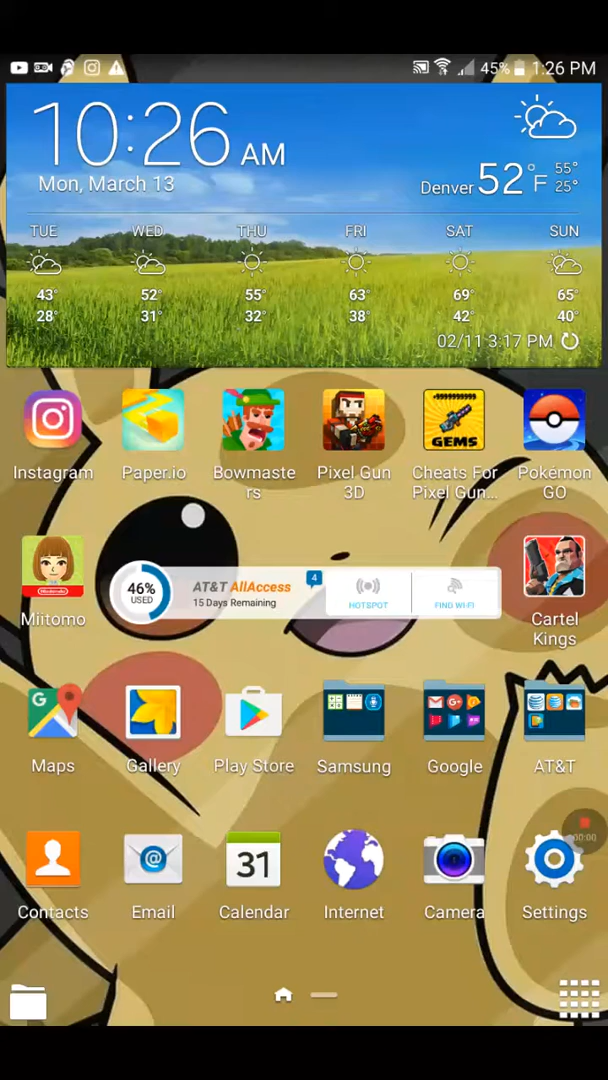 45% 1:26 PM
10:26 AM
Mon, March 13
Denver 52°F 55° 25°
TUE WED THU FRI SAT SUN
43° 52° 55° 63° 69° 65°
28° 31° 32° 38° 42° 40°
02/11 3:17 PM
GEMS
Instagram Paper.io Bowmaste
rs Pixel Gun
3D Cheats For
Pixel Gun... Pokémon
GO
Nintendo
46%
USED
AT&T AllAccess
15 Days Remaining
4
HOTSPOT
FIND WI-FI
Miitomo
Cartel
Kings
G
Maps Gallery Play Store Samsung Google AT&T
@
31
00:00
Contacts Email Calendar Internet Camera Settings